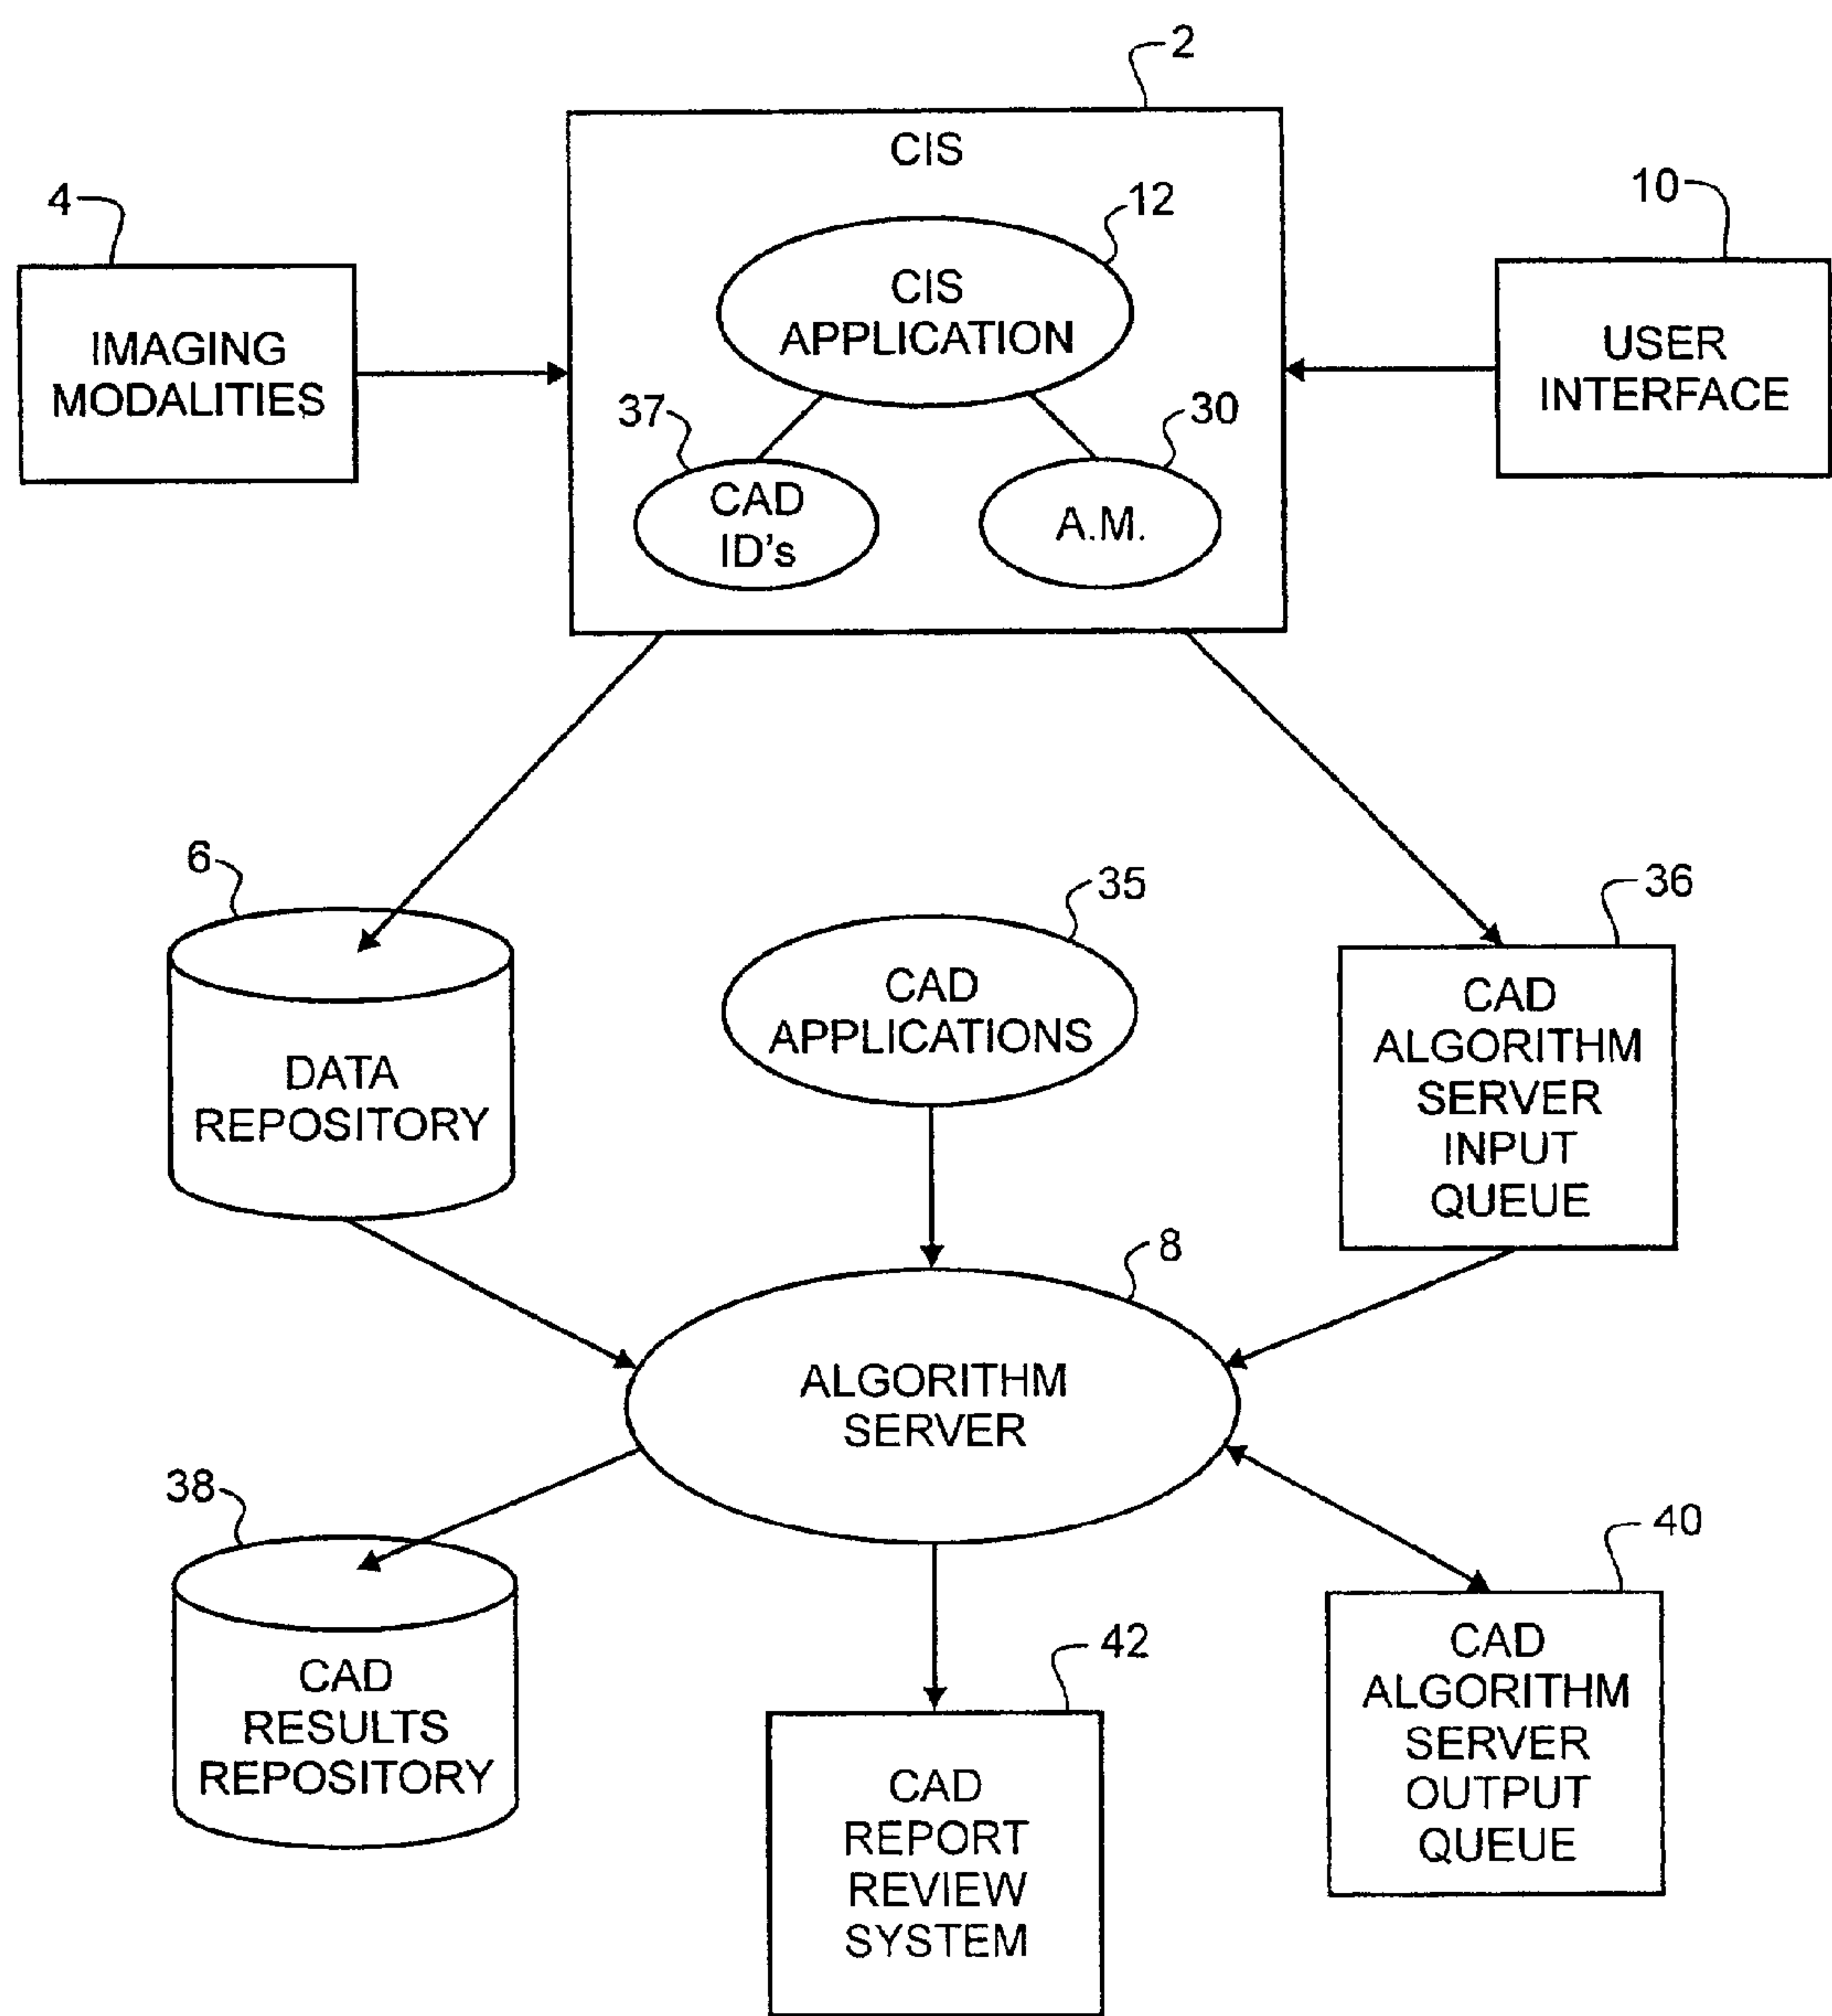 2
CIS
4
12
10
IMAGING
MODALITIES
CIS
APPLICATION
USER
INTERFACE
37
30
CAD
ID's
A.M.
6
35
36
DATA
REPOSITORY
CAD
APPLICATIONS
CAD
ALGORITHM
SERVER
INPUT
QUEUE
8
ALGORITHM
SERVER
38
40
CAD
RESULTS
REPOSITORY
42
CAD
REPORT
REVIEW
SYSTEM
CAD
ALGORITHM
SERVER
OUTPUT
QUEUE